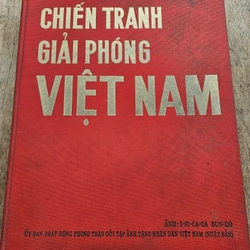 CHIẾN TRANH
GIẢI PHÓNG
VIỆT NAM
ẢNH: I-SI-CA-OA BUN-GÔ
ỦY BAN PHÁT ĐỘNG PHONG TRÀO GỬI TẬP ẢNH TẶNG NHÂN DÂN VIỆT NAM (NHẬT BẢN)